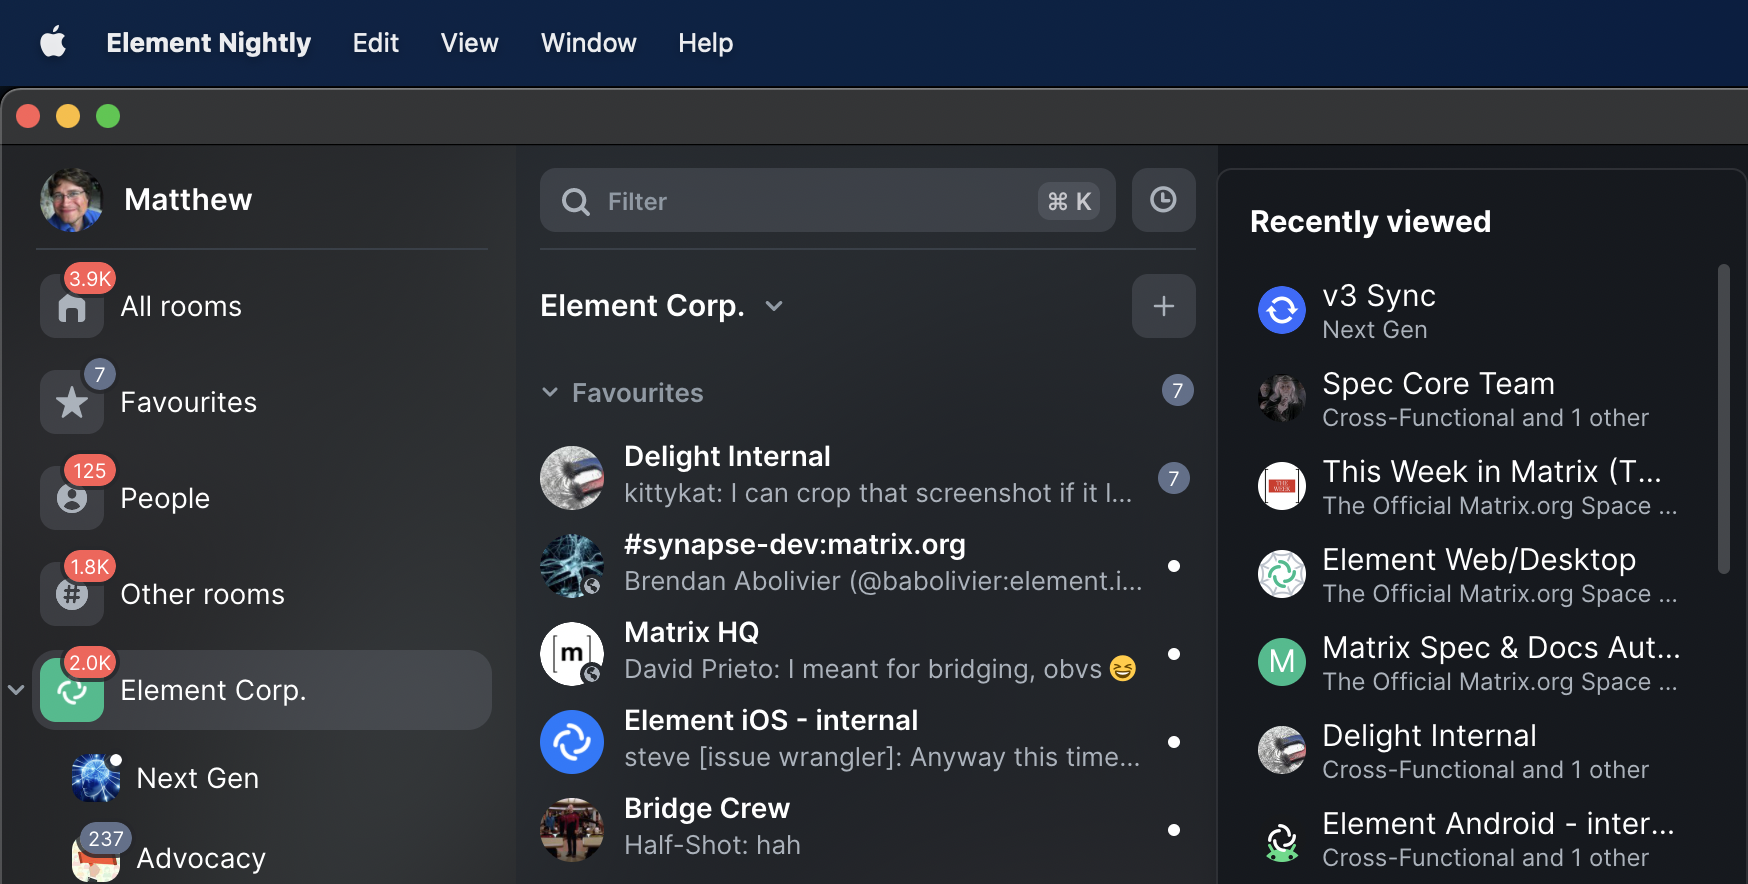 Element Nightly Edit View Window Help
Matthew
3.9K
All rooms
7
Favourites
125
People
1.8K
Other rooms
2.0K
Element Corp.
Next Gen
237
Advocacy
Filter ⌘ K
Element Corp.
Favourites 7
Delight Internal
kittykat: I can crop that screenshot if it l... 7
#synapse-dev:matrix.org
Brendan Abolivier (@babolivier:element.i...
[m]
Matrix HQ
David Prieto: I meant for bridging, obvs 😆
Element iOS - internal
steve [issue wrangler]: Anyway this time...
Bridge Crew
Half-Shot: hah
Recently viewed
v3 Sync
Next Gen
Spec Core Team
Cross-Functional and 1 other
THE WEEK
This Week in Matrix (T...
The Official Matrix.org Space ...
Element Web/Desktop
The Official Matrix.org Space ...
M
Matrix Spec & Docs Aut...
The Official Matrix.org Space ...
Delight Internal
Cross-Functional and 1 other
Element Android - inter...
Cross-Functional and 1 other